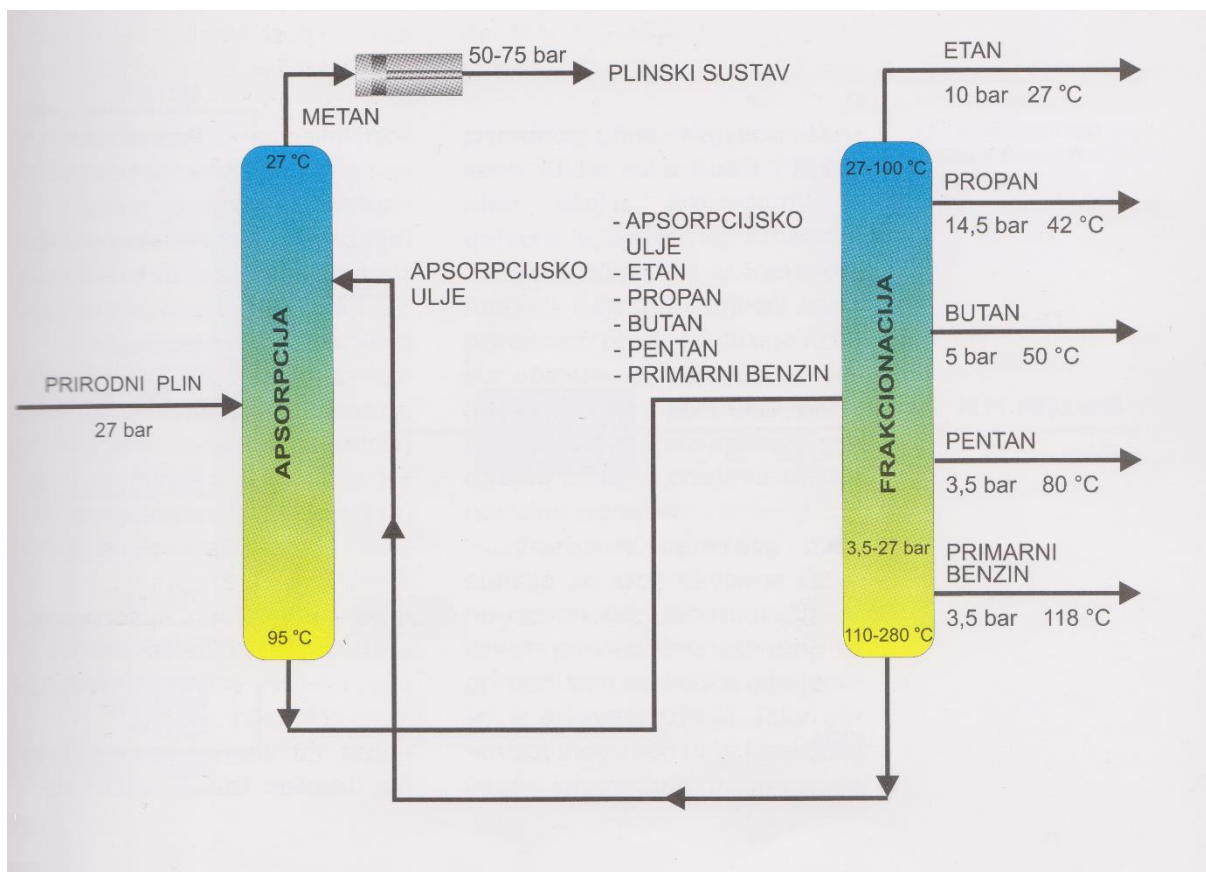 50-75 bar
PLINSKI SUSTAV
METAN
27 °C
APSORPCIJA
95 °C
PRIRODNI PLIN
27 bar
APSORPCIJSKO
ULJE
- APSORPCIJSKO
ULJE
- ETAN
- PROPAN
- BUTAN
- PENTAN
- PRIMARNI BENZIN
27-100 °C
FRAKCIONACIJA
3,5-27 bar
110-280 °C
ETAN
10 bar 27 °C
PROPAN
14,5 bar 42 °C
BUTAN
5 bar 50 °C
PENTAN
3,5 bar 80 °C
PRIMARNI
BENZIN
3,5 bar 118 °C